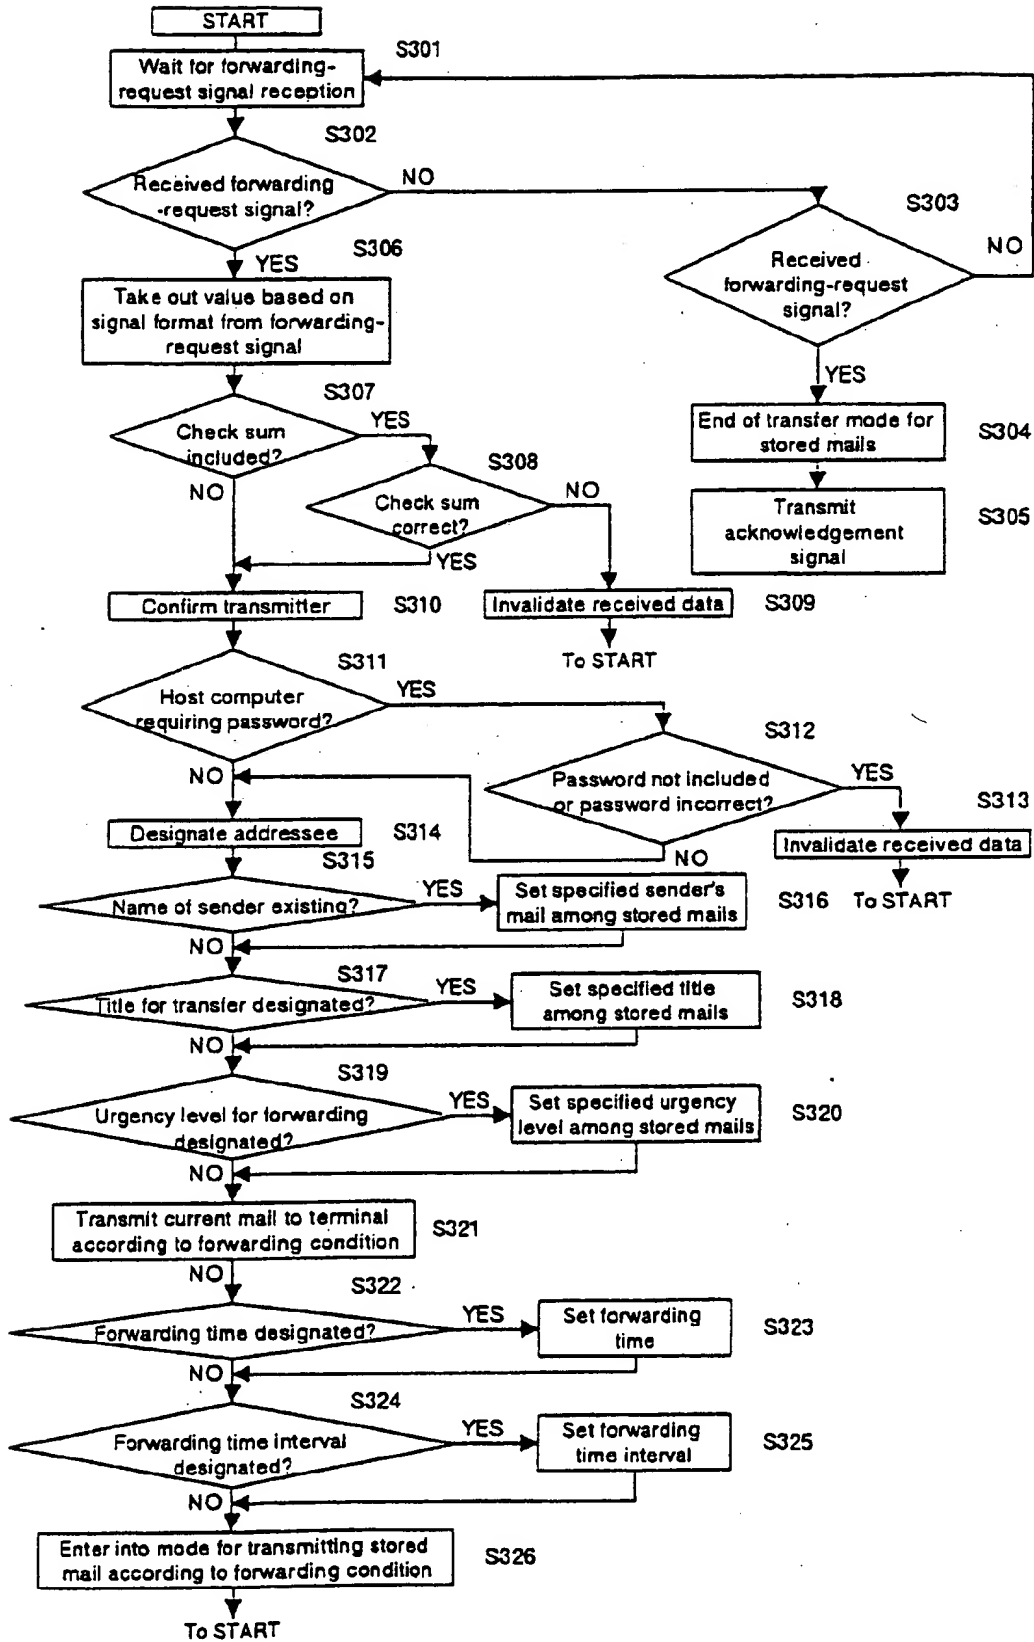 START
S301
Wait for forwarding-
request signal reception
S302
Received forwarding
-request signal?
NO
S303
Received
forwarding-request
signal?
NO
S306
YES
Take out value based on
signal format from forwarding-
request signal
YES
S307
Check sum
included?
YES
End of transfer mode for
stored mails
S304
S308
NO
Check sum
correct?
NO
Transmit
acknowledgement
signal
S305
YES
Confirm transmitter
S310
Invalidate received data
S309
To START
S311
Host computer
requiring password?
YES
S312
NO
Password not included
or password incorrect?
YES
S313
Designate addressee
S314
Invalidate received data
NO
S315
Name of sender existing?
YES
Set specified sender's
mail among stored mails
S316
To START
NO
S317
Title for transfer designated?
YES
Set specified title
among stored mails
S318
NO
S319
Urgency level for forwarding
designated?
YES
Set specified urgency
level among stored mails
S320
NO
Transmit current mail to terminal
according to forwarding condition
S321
NO
S322
Forwarding time designated?
YES
Set forwarding
time
S323
NO
S324
Forwarding time interval
designated?
YES
Set forwarding
time interval
S325
NO
Enter into mode for transmitting stored
mail according to forwarding condition
S326
To START